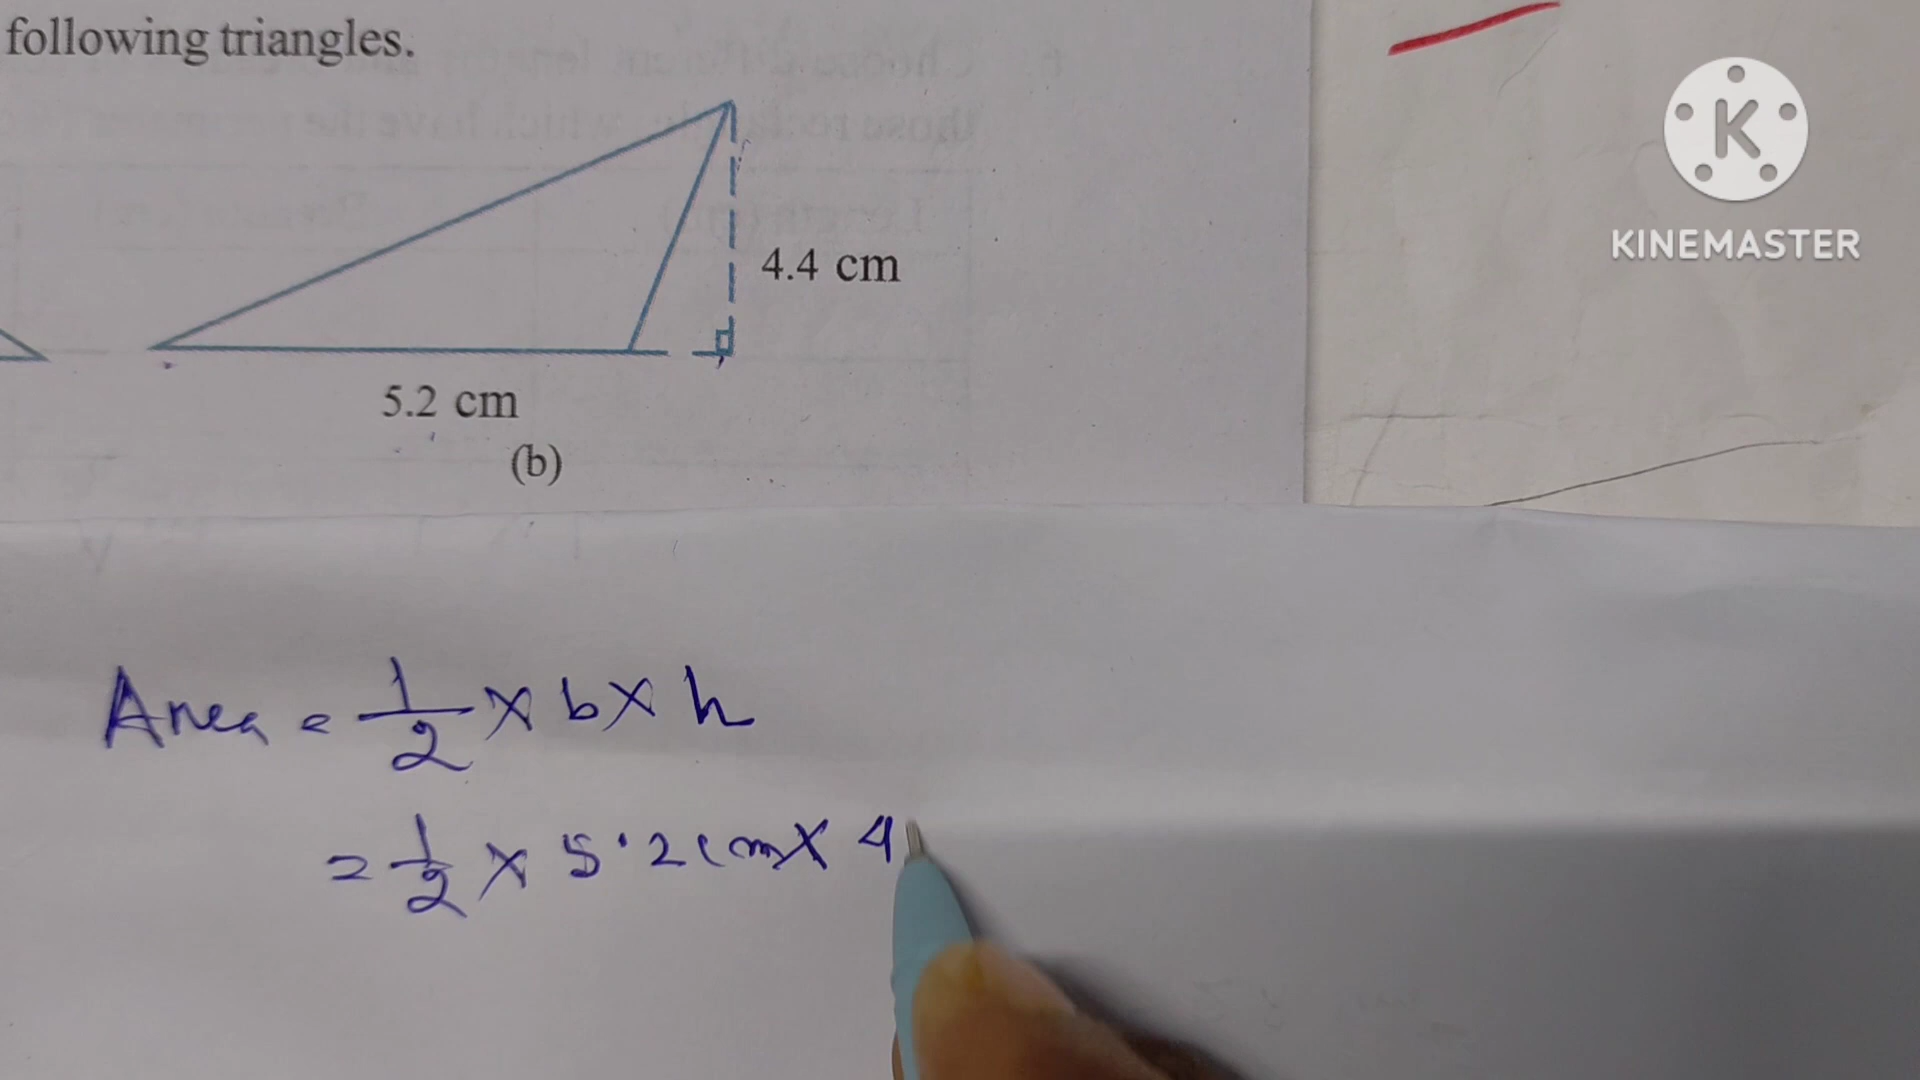 following triangles.
KINEMASTER
4.4 cm
5.2 cm
(b)
Area = 1/2 × b × h
= 1/2 × 5.2 cm × 4